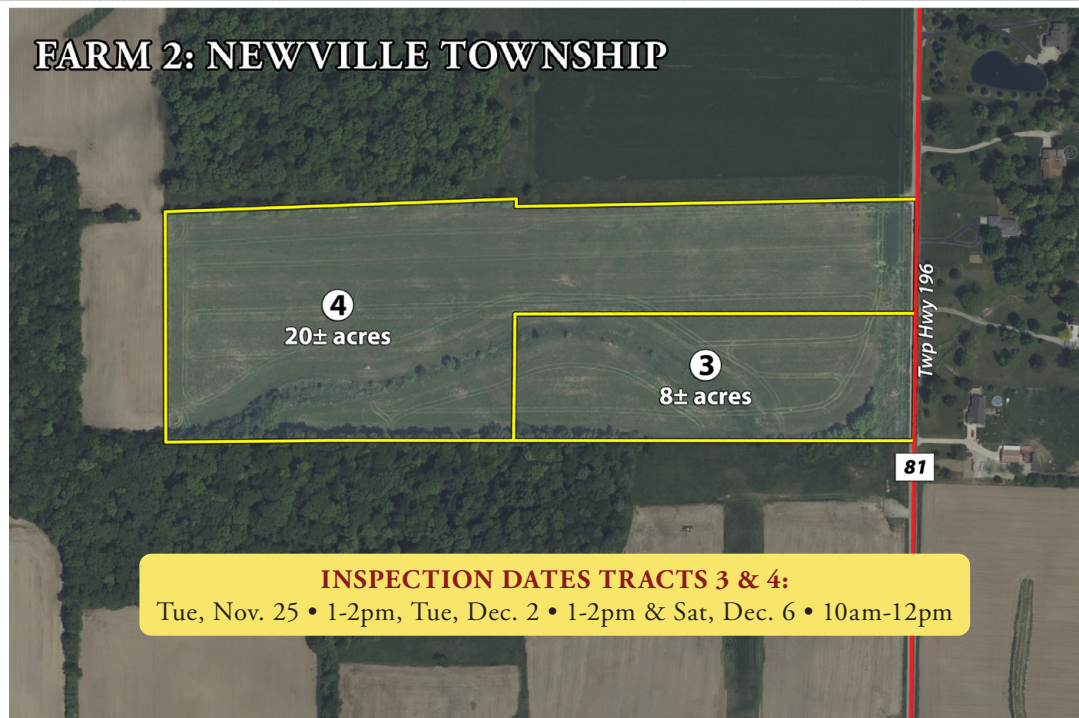 FARM 2: NEWVILLE TOWNSHIP
4
20± acres
3
8± acres
Twp Hwy 196
81
INSPECTION DATES TRACTS 3 & 4:
Tue, Nov. 25 • 1-2pm, Tue, Dec. 2 • 1-2pm & Sat, Dec. 6 • 10am-12pm